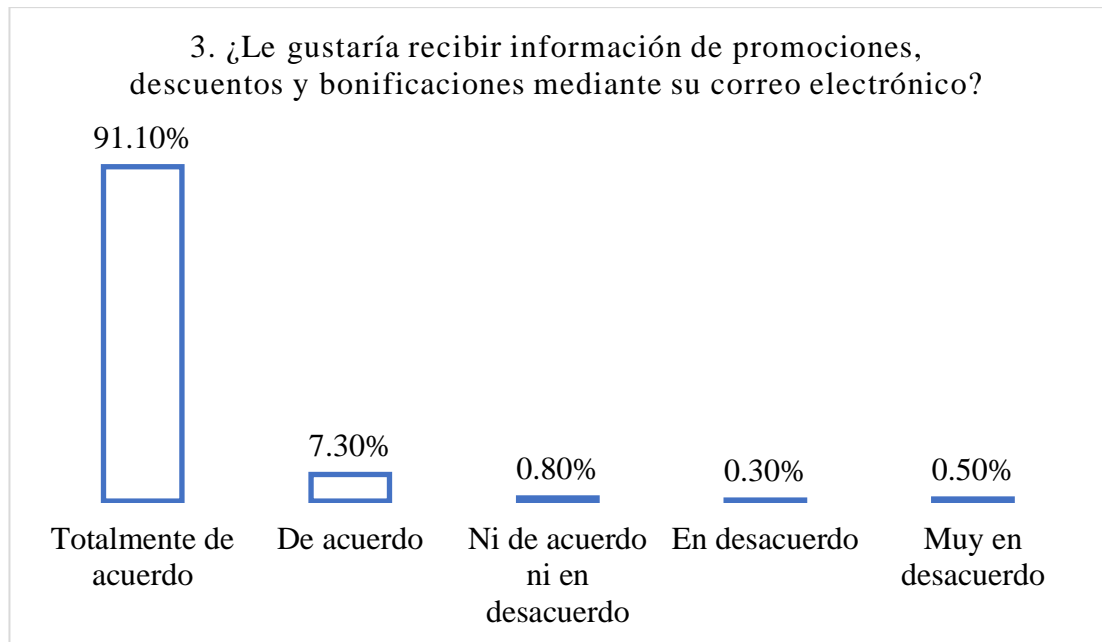 3. ¿Le gustaría recibir información de promociones,
descuentos y bonificaciones mediante su correo electrónico?
91.10%
7.30%
0.80%
0.30%
0.50%
Totalmente de
acuerdo
De acuerdo
Ni de acuerdo
ni en
desacuerdo
En desacuerdo
Muy en
desacuerdo